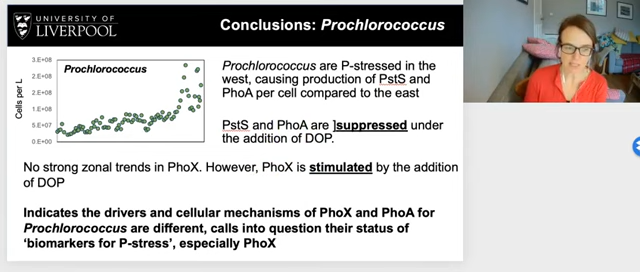 UNIVERSITY OF
LIVERPOOL
Conclusions: Prochlorococcus
3.E+08
2.E+08
2.E+08
1.E+08
5.E+07
0.E+00
Cells per L
Prochlorococcus
Prochlorococcus are P-stressed in the
west, causing production of PstS and
PhoA per cell compared to the east
PstS and PhoA are ]suppressed under
the addition of DOP.
No strong zonal trends in PhoX. However, PhoX is stimulated by the addition
of DOP
Indicates the drivers and cellular mechanisms of PhoX and PhoA for
Prochlorococcus are different, calls into question their status of
‘biomarkers for P-stress’, especially PhoX